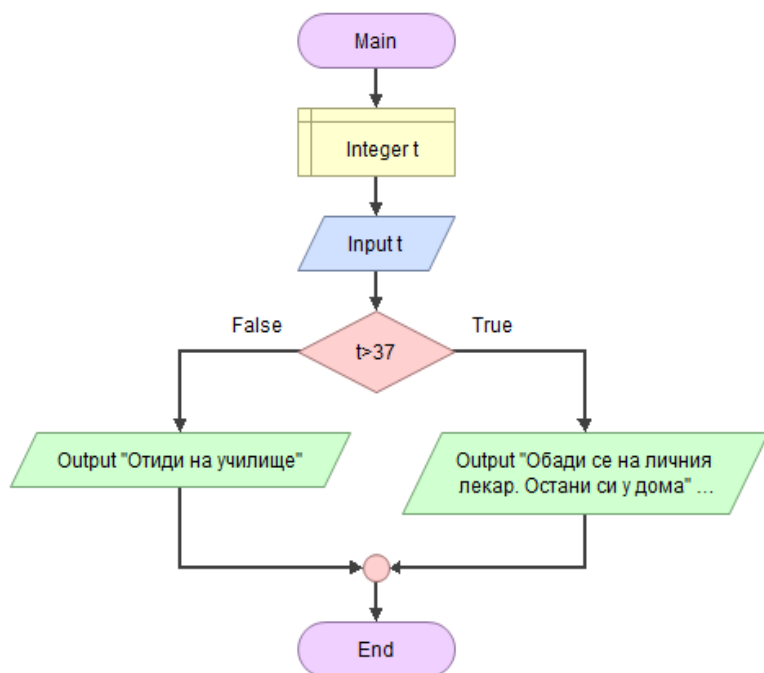 Main
Integer t
Input t
False
True
t>37
Output "Отиди на училище"
Output "Обади се на личния
лекар. Остани си у дома" ...
End